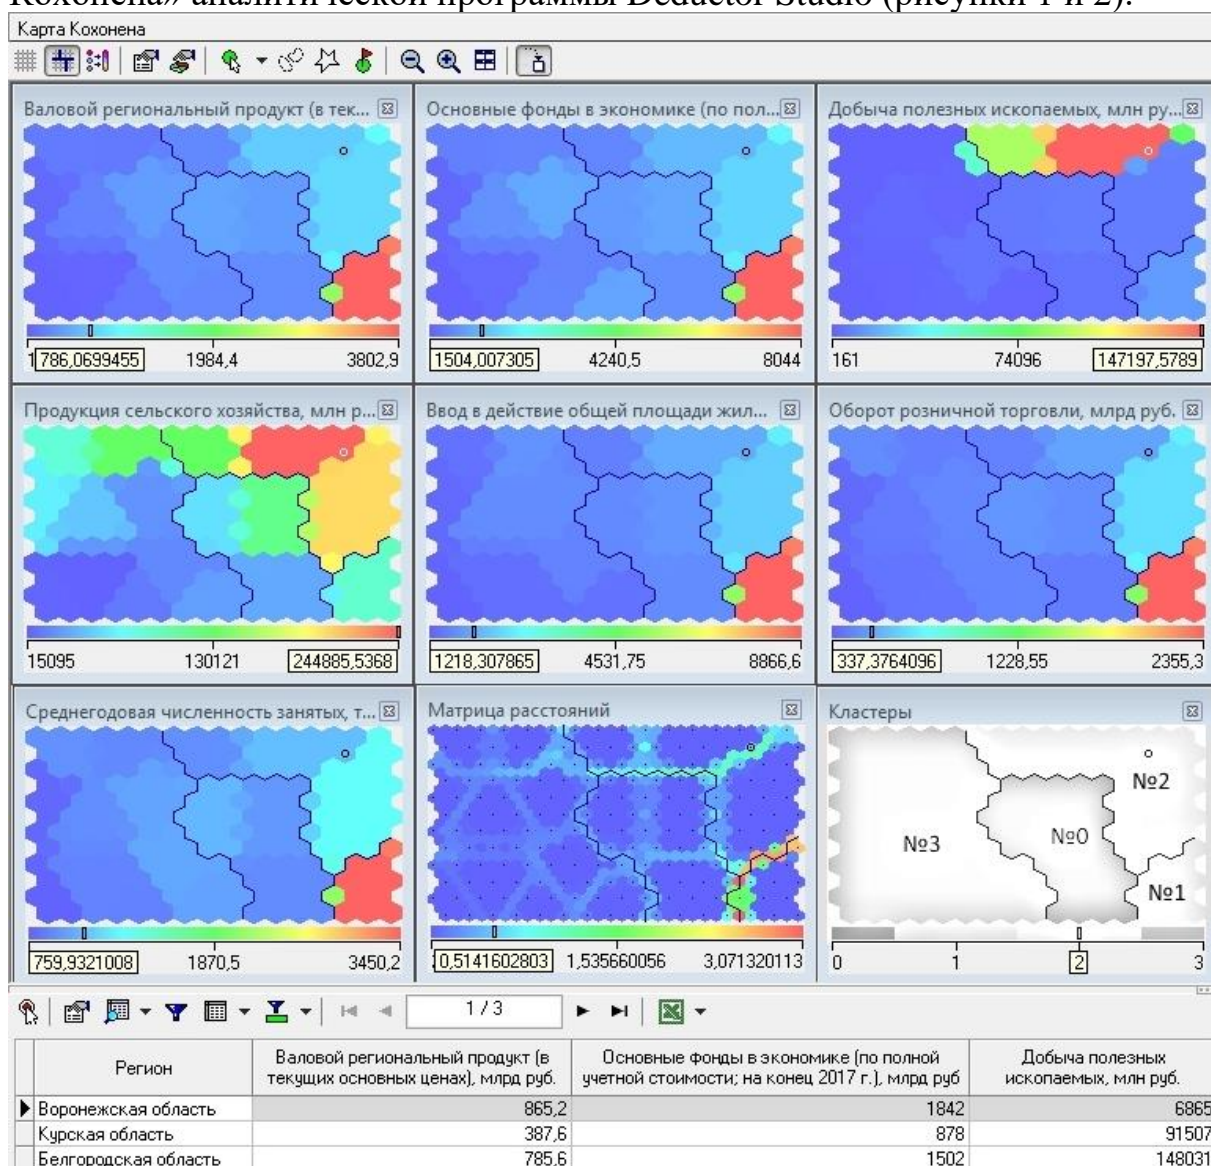 Кохонена» аналитической программы Deductor Studio (рисунки 1 и 2).
Карта Кохонена
Валовой региональный продукт (в тек...
Основные фонды в экономике (по пол...
Добыча полезных ископаемых, млн ру...
1 786,0699455 1984,4 3802,9
1504,007305 4240,5 8044
161 74096 147197,5789
Продукция сельского хозяйства, млн р...
Ввод в действие общей площади жил...
Оборот розничной торговли, млрд руб.
15095 130121 244885,5368
1218,307865 4531,75 8866,6
337,3764096 1228,55 2355,3
Среднегодовая численность занятых, т...
Матрица расстояний
Кластеры
№3
№0
№2
№1
759,9321008 1870,5 3450,2
0,5141602803 1,535660056 3,071320113
0 1 2 3
1 / 3
Регион
Валовой региональный продукт (в
текущих основных ценах), млрд руб.
Основные фонды в экономике (по полной
учетной стоимости; на конец 2017 г.), млрд руб
Добыча полезных
ископаемых, млн руб.
Воронежская область 865,2 1842 6865
Курская область 387,6 878 91507
Белгородская область 785,6 1502 148031